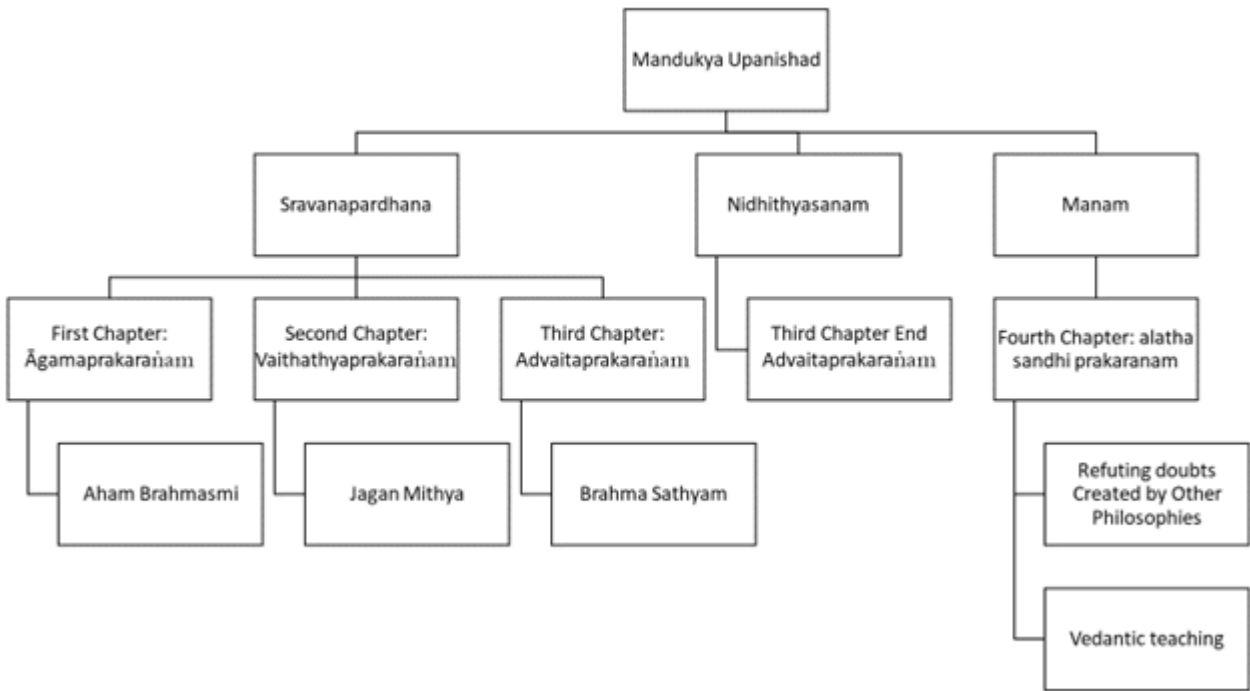 Mandukya Upanishad
Sravanapardhana
Nidhithyasanam
Manam
First Chapter:
Āgamaprakaraṅam
Second Chapter:
Vaithathyaprakaraṅam
Third Chapter:
Advaitaprakaraṅam
Third Chapter End
Advaitaprakaraṅam
Fourth Chapter: alatha
sandhi prakaranam
Aham Brahmasmi
Jagan Mithya
Brahma Sathyam
Refuting doubts
Created by Other
Philosophies
Vedantic teaching